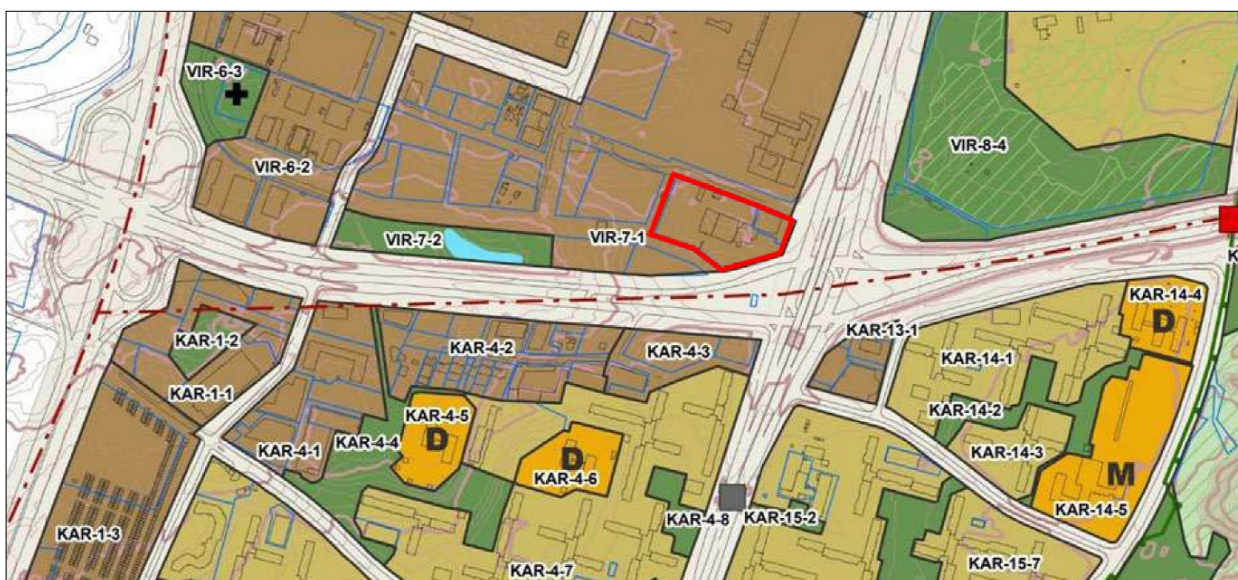 VIR-6-3
VIR-8-4
VIR-6-2
VIR-7-2
VIR-7-1
K
KAR-14-4
D
KAR-1-2
KAR-4-2
KAR-4-3
KAR-13-1
KAR-14-1
KAR-1-1
KAR-4-5
D
KAR-14-2
KAR-4-1
KAR-4-4
D
KAR-4-6
KAR-14-3
M
KAR-14-5
KAR-4-8
KAR-15-2
KAR-1-3
KAR-4-7
KAR-15-7